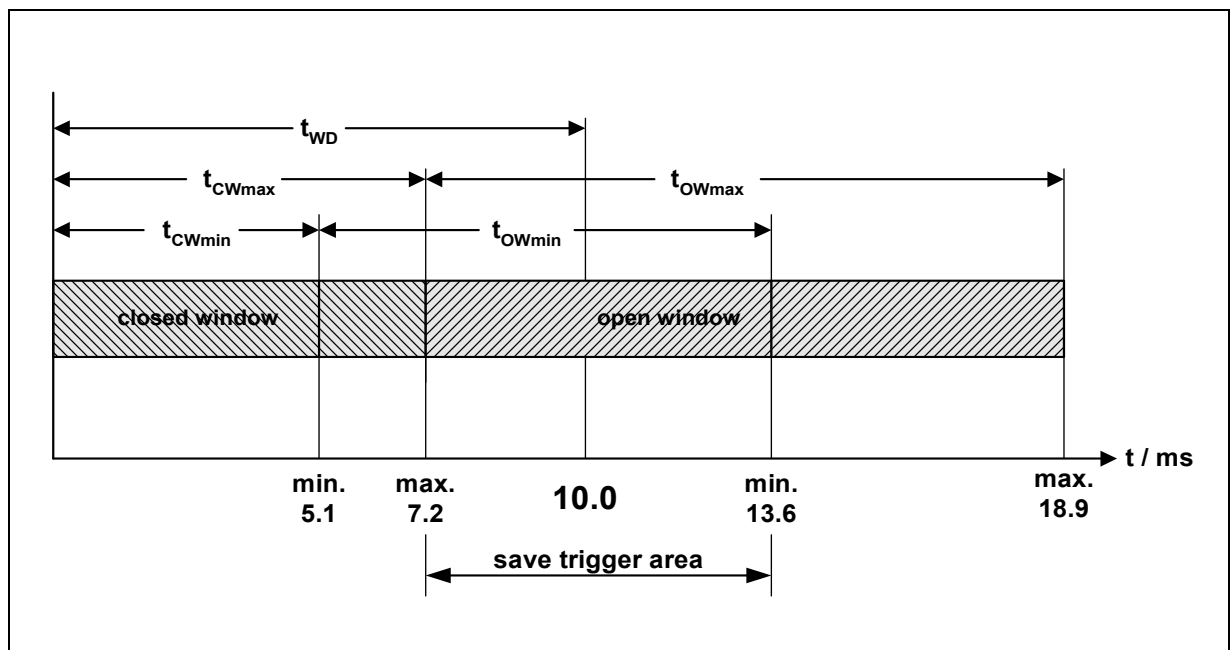 tWD
tCWmax
tOWmax
tCWmin
tOWmin
closed window
open window
t / ms
min.
5.1
max.
7.2
10.0
min.
13.6
max.
18.9
save trigger area